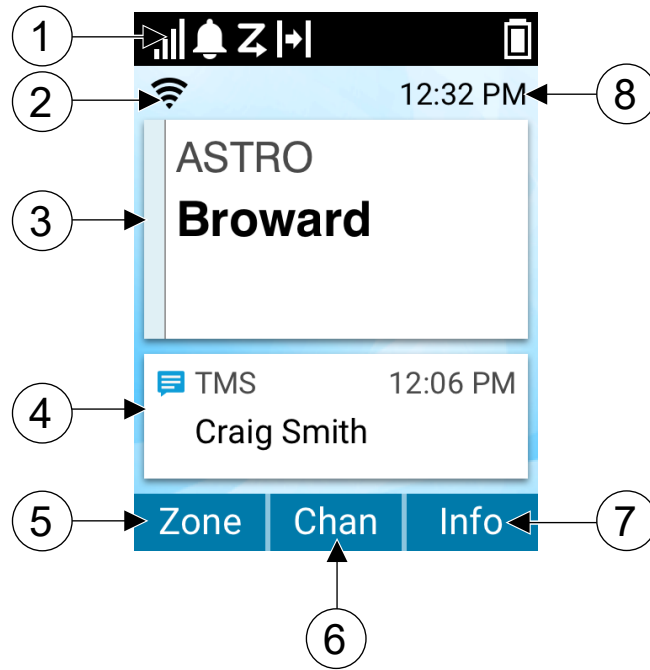 1
2
12:32 PM
8
ASTRO
Broward
3
TMS 12:06 PM
Craig Smith
4
5
Zone Chan Info
7
6